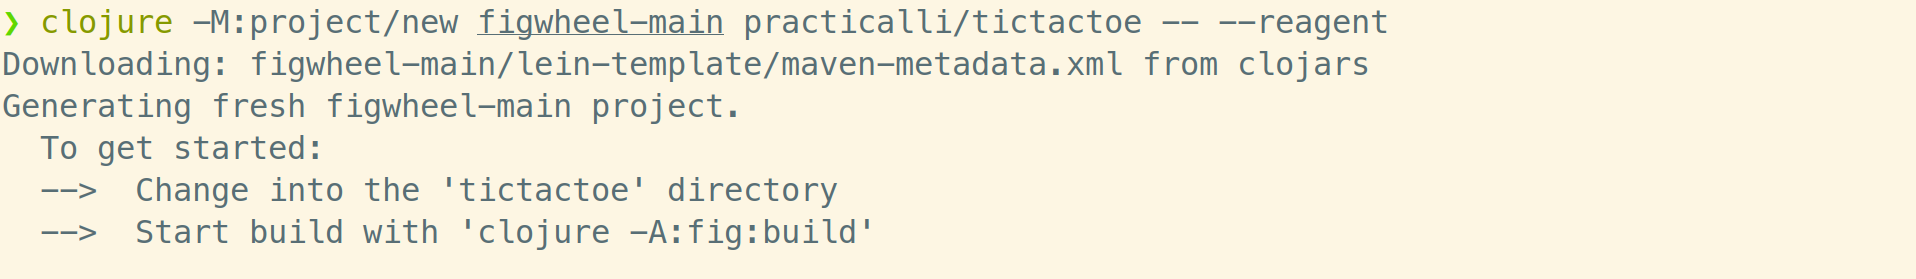 ❯ clojure -M:project/new figwheel-main practicalli/tictactoe -- --reagent
Downloading: figwheel-main/lein-template/maven-metadata.xml from clojars
Generating fresh figwheel-main project.
  To get started:
  -->  Change into the 'tictactoe' directory
  -->  Start build with 'clojure -A:fig:build'